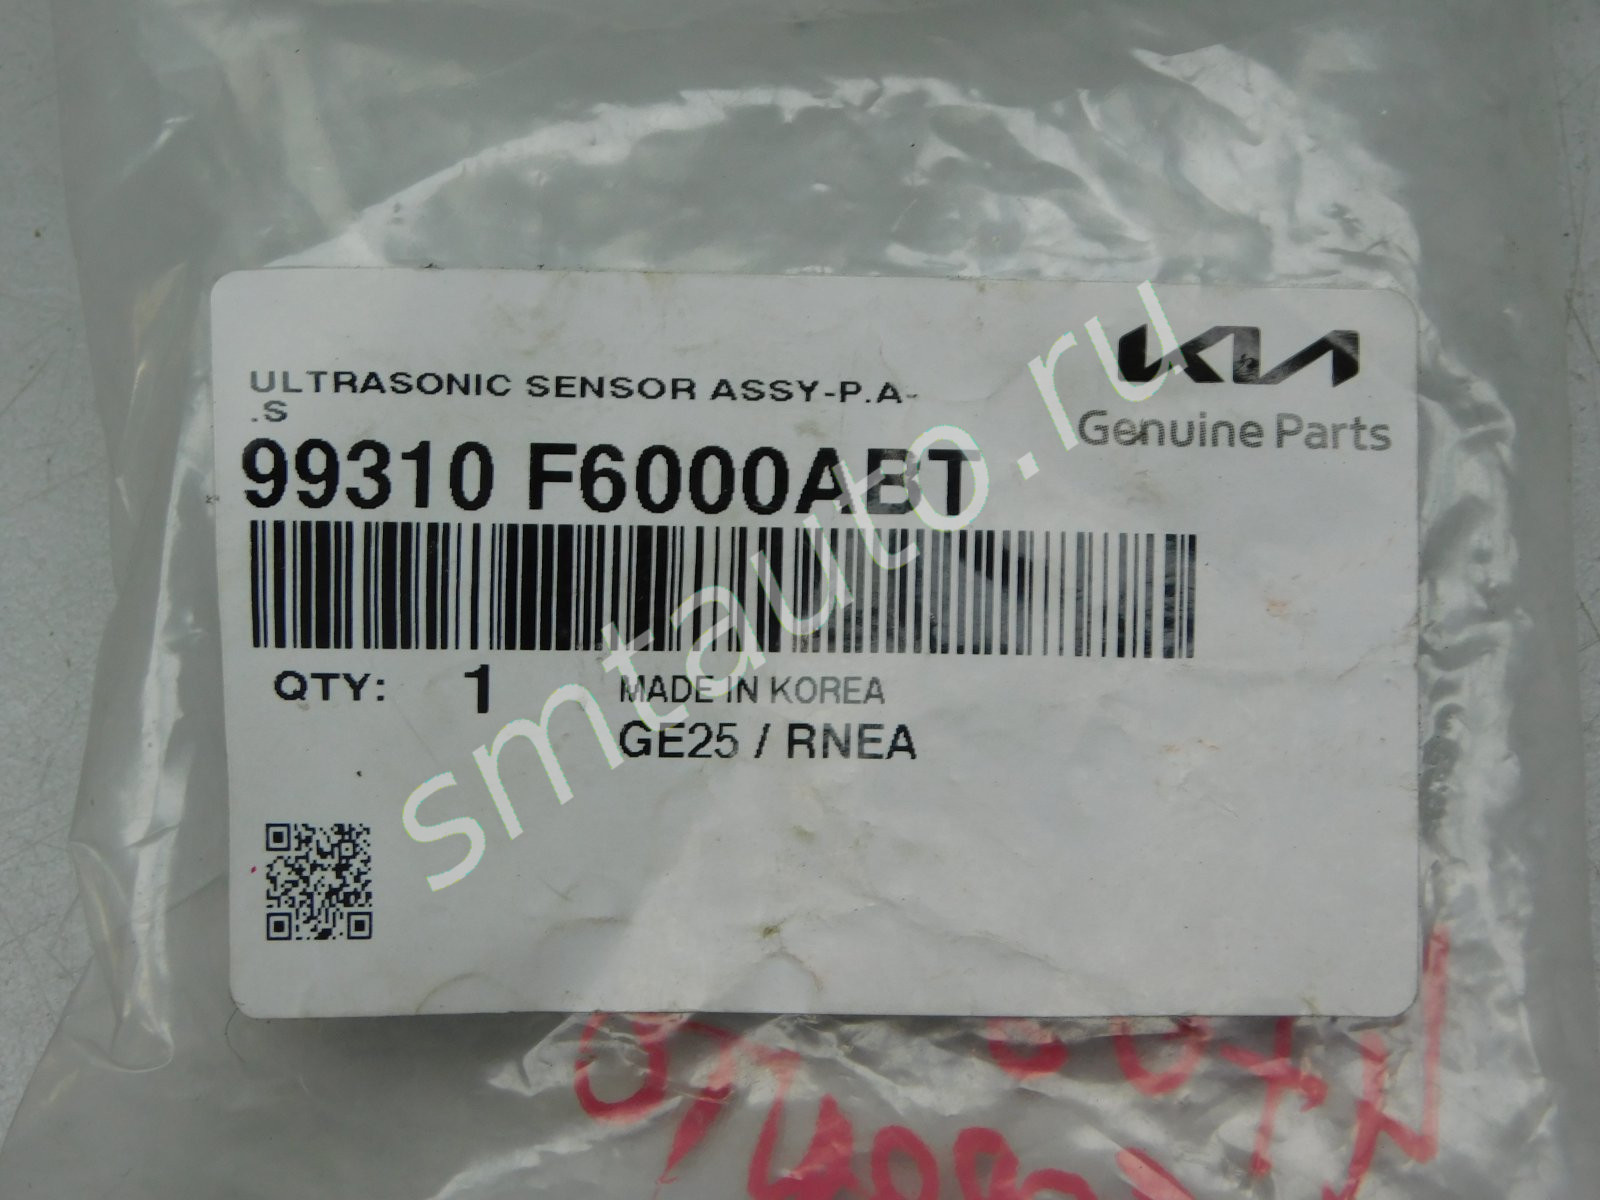 KIA
Genuine Parts
ULTRASONIC SENSOR ASSY-P.A-
.S
99310 F6000ABT
QTY: 1
MADE IN KOREA
GE25 / RNEA
smtauto.ru